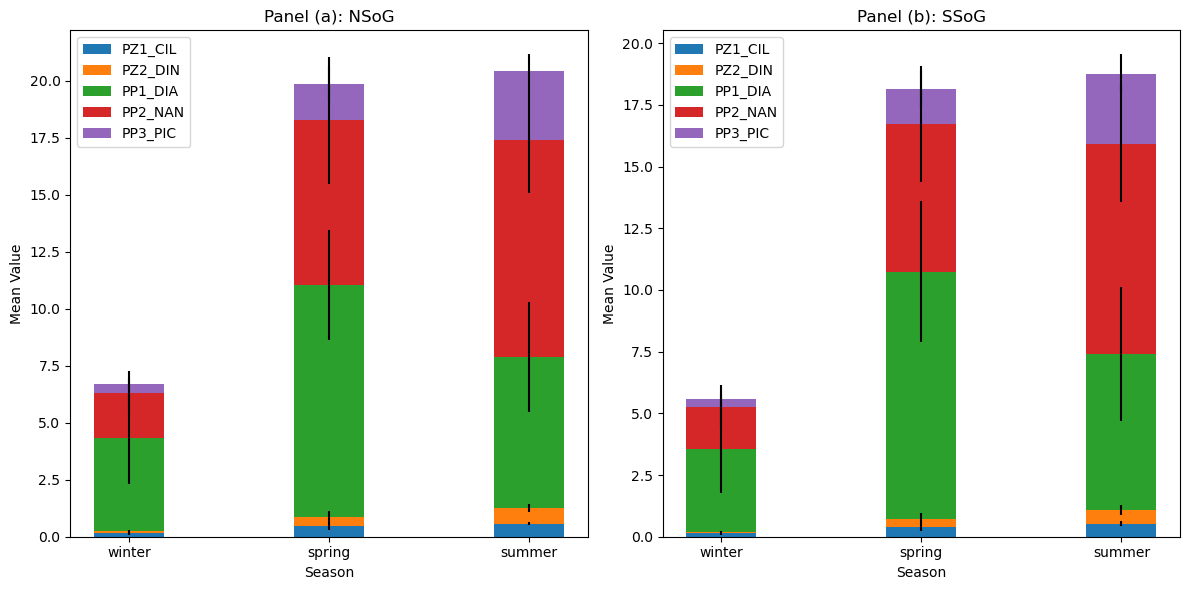 Panel (a): NSoG
PZ1_CIL
PZ2_DIN
PP1_DIA
PP2_NAN
PP3_PIC
20.0
17.5
15.0
12.5
10.0
7.5
5.0
2.5
0.0
Mean Value
winter
spring
summer
Season
Panel (b): SSoG
PZ1_CIL
PZ2_DIN
PP1_DIA
PP2_NAN
PP3_PIC
20.0
17.5
15.0
12.5
10.0
7.5
5.0
2.5
0.0
Mean Value
winter
spring
summer
Season